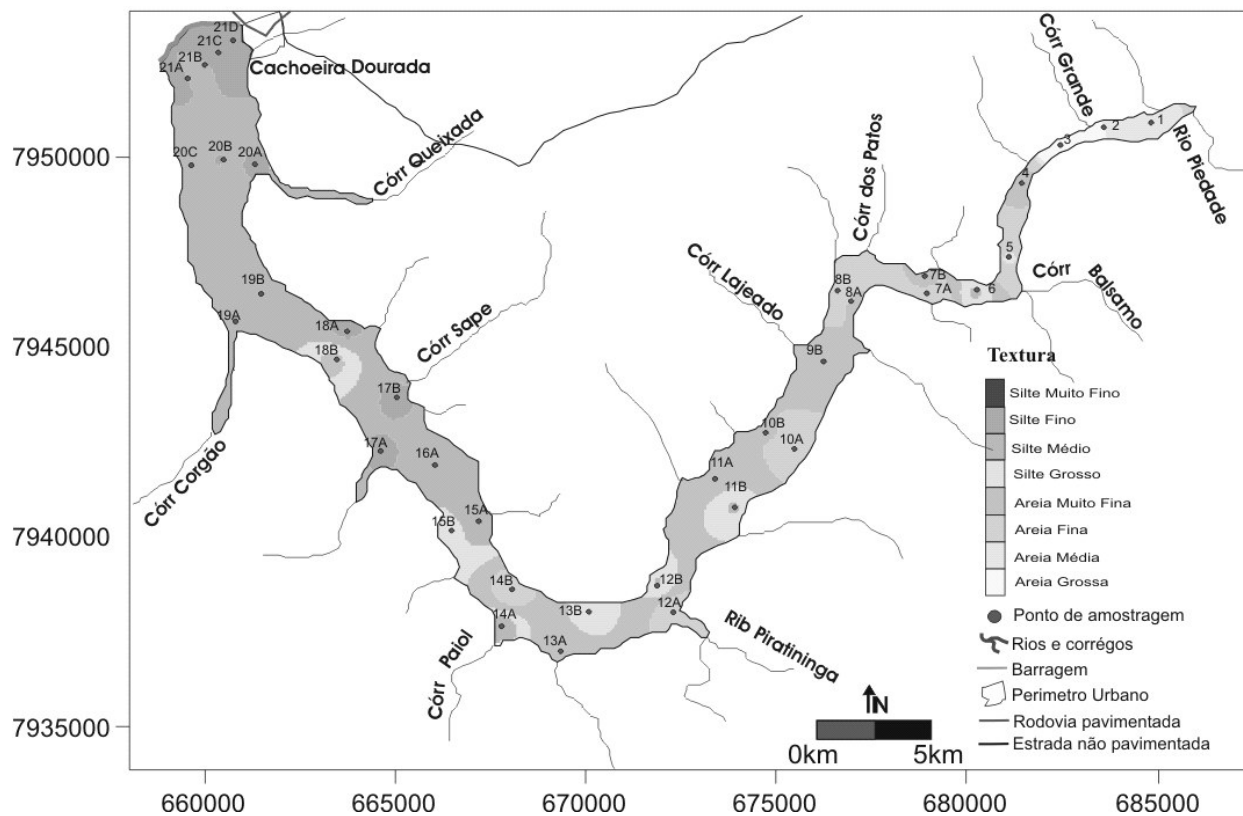 21D
21C
21B
21A
Cachoeira Dourada
Córr Grande
2
1
3
Rio Piedade
7950000
20C
20B
20A
Córr Queixada
Córr dos Patos
4
5
Córr Balsamo
19B
19A
18A
18B
Córr Sape
Córr Lajeado
8B
8A
7B
7A
6
7945000
9B
17B
17A
16A
Córr Corgão
10B
10A
11A
11B
15A
15B
7940000
14B
14A
13B
13A
12B
12A
Córr Paiol
Rib Piratininga
7935000
Textura
Silte Muito Fino
Silte Fino
Silte Médio
Silte Grosso
Areia Muito Fina
Areia Fina
Areia Média
Areia Grossa
Ponto de amostragem
Rios e corrégos
Barragem
Perimetro Urbano
Rodovia pavimentada
Estrada não pavimentada
N
0km 5km
660000 665000 670000 675000 680000 685000